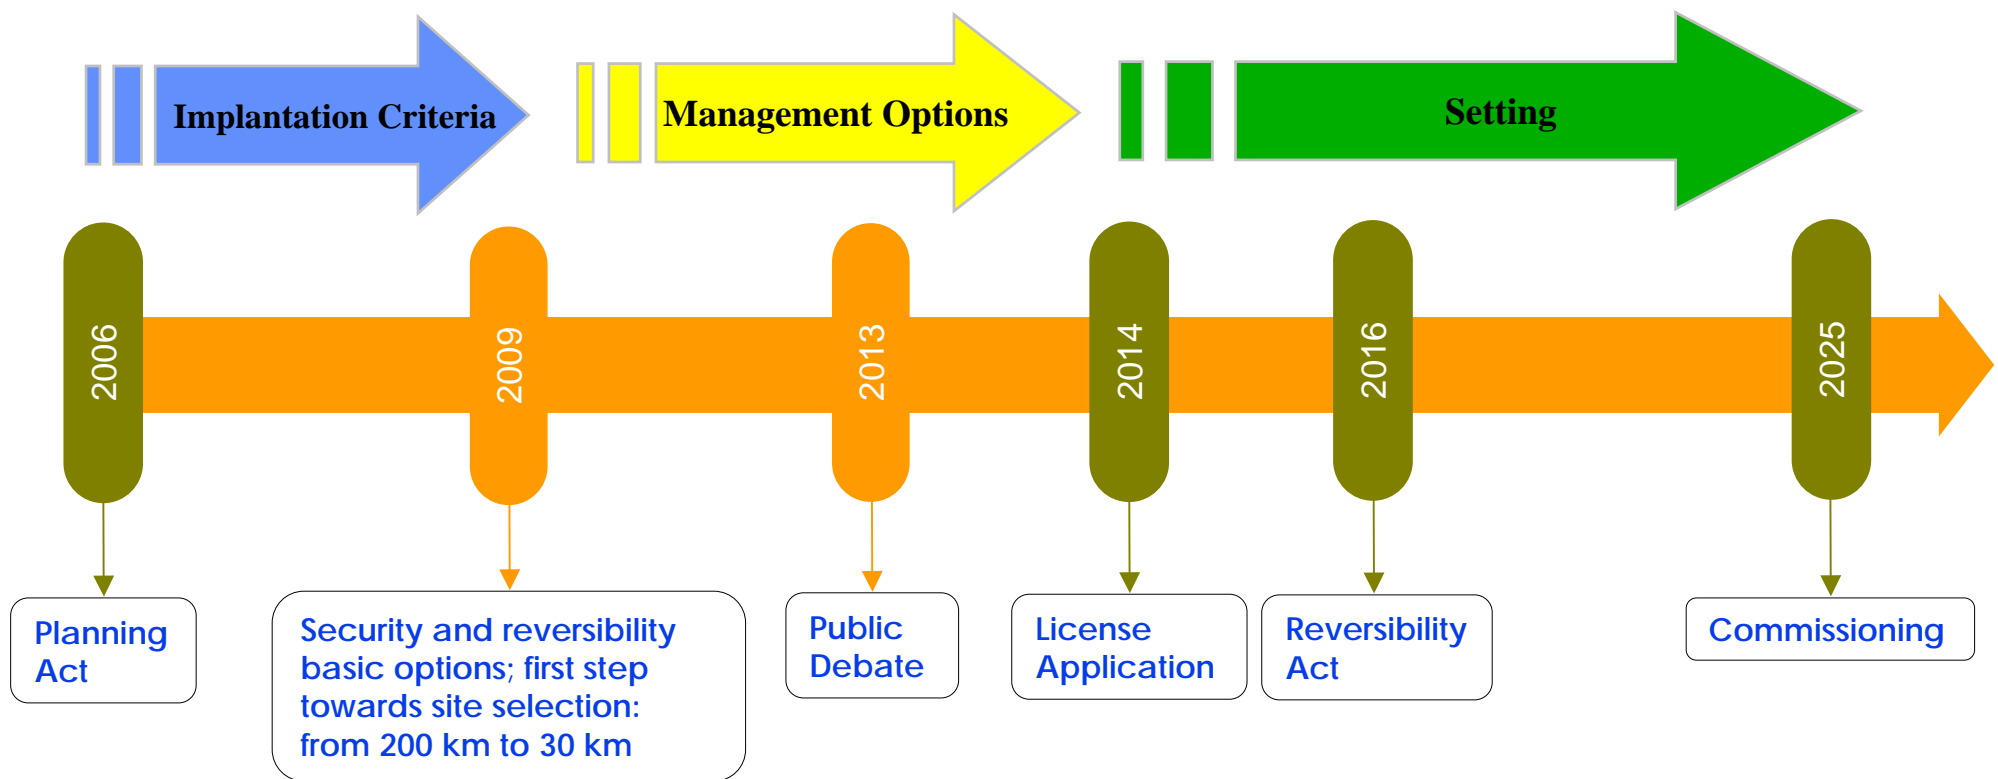 Implantation Criteria
Management Options
Setting
2006
2009
2013
2014
2016
2025
Planning
Act
Security and reversibility
basic options; first step
towards site selection:
from 200 km to 30 km
Public
Debate
License
Application
Reversibility
Act
Commissioning